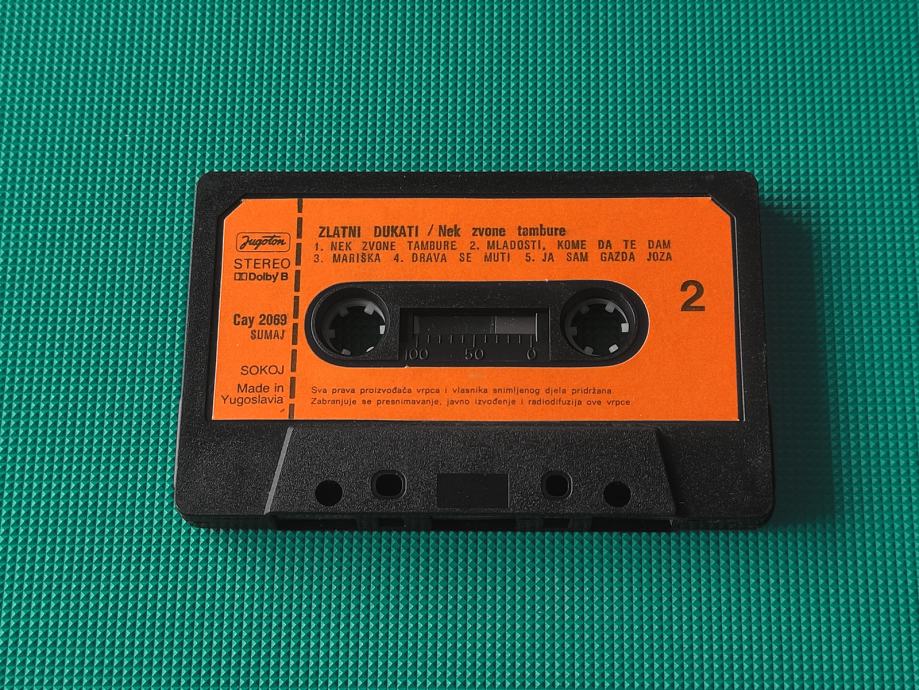 Jugoton
STEREO
Dolby B
Cay 2069
SUMAJ
SOKOJ
Made in
Yugoslavia
ZLATNI DUKATI / Nek zvone tambure
1. NEK ZVONE TAMBURE 2. MLADOSTI, KOME DA TE DAM
3. MARIŠKA 4. DRAVA SE MUTI 5. JA SAM GAZDA JOZA
2
100 50 0
Sva prava proizvođača vrpca i vlasnika snimljenog djela pridržana.
Zabranjuje se presnimavanje, javno izvođenje i radiodifuzija ove vrpce.